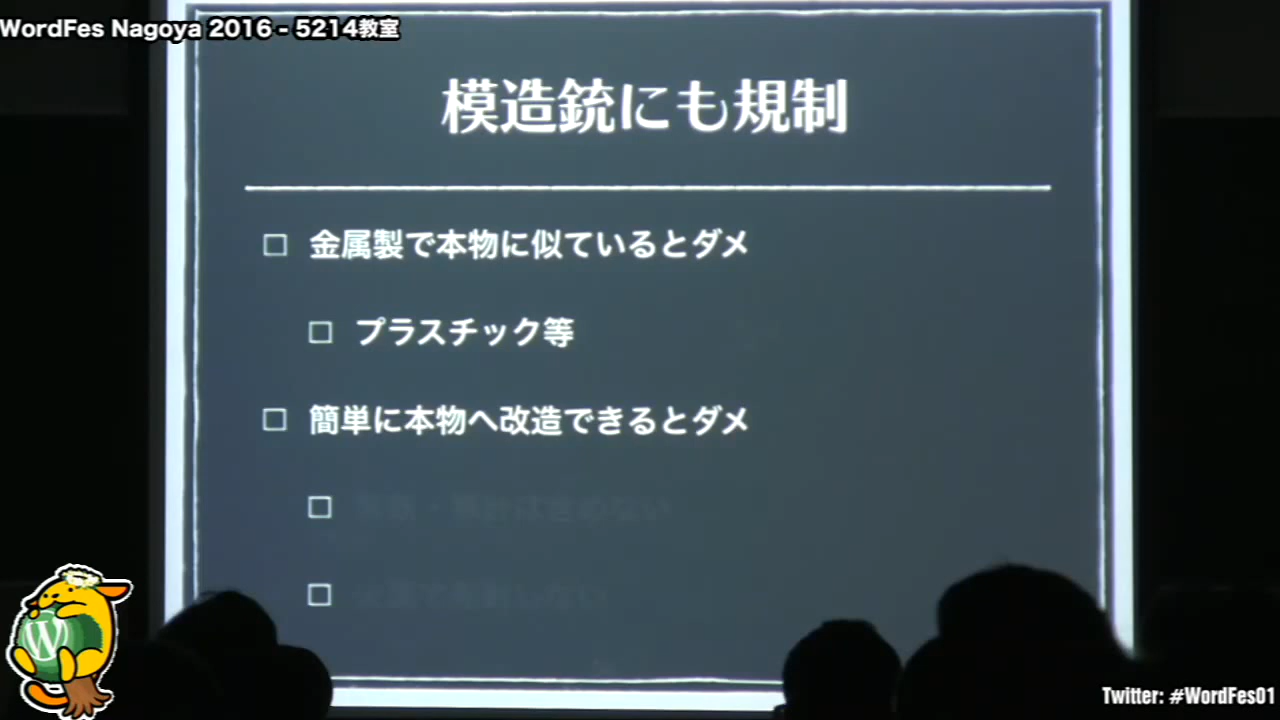 WordFes Nagoya 2016 - 5214教室
模造銃にも規制
金属製で本物に似ているとダメ
プラスチック等
簡単に本物へ改造できるとダメ
W
Twitter: #WordFes01